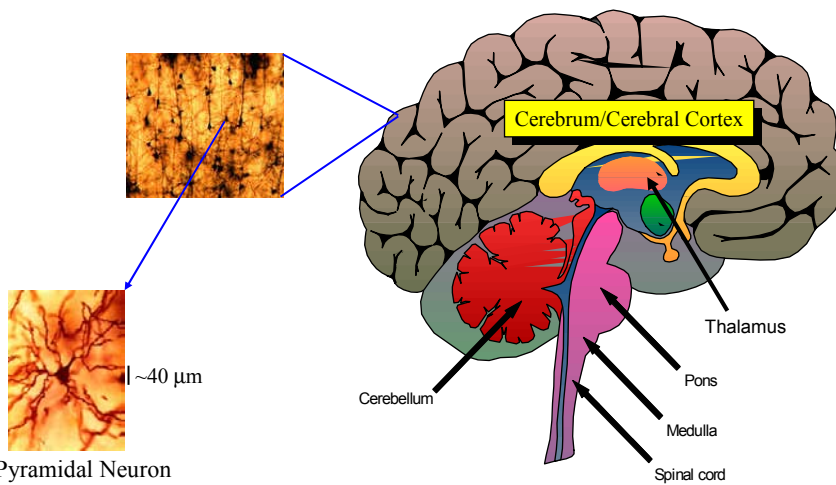 Cerebrum/Cerebral Cortex
Thalamus
~40 μm
Pons
Cerebellum
Medulla
Pyramidal Neuron
Spinal cord